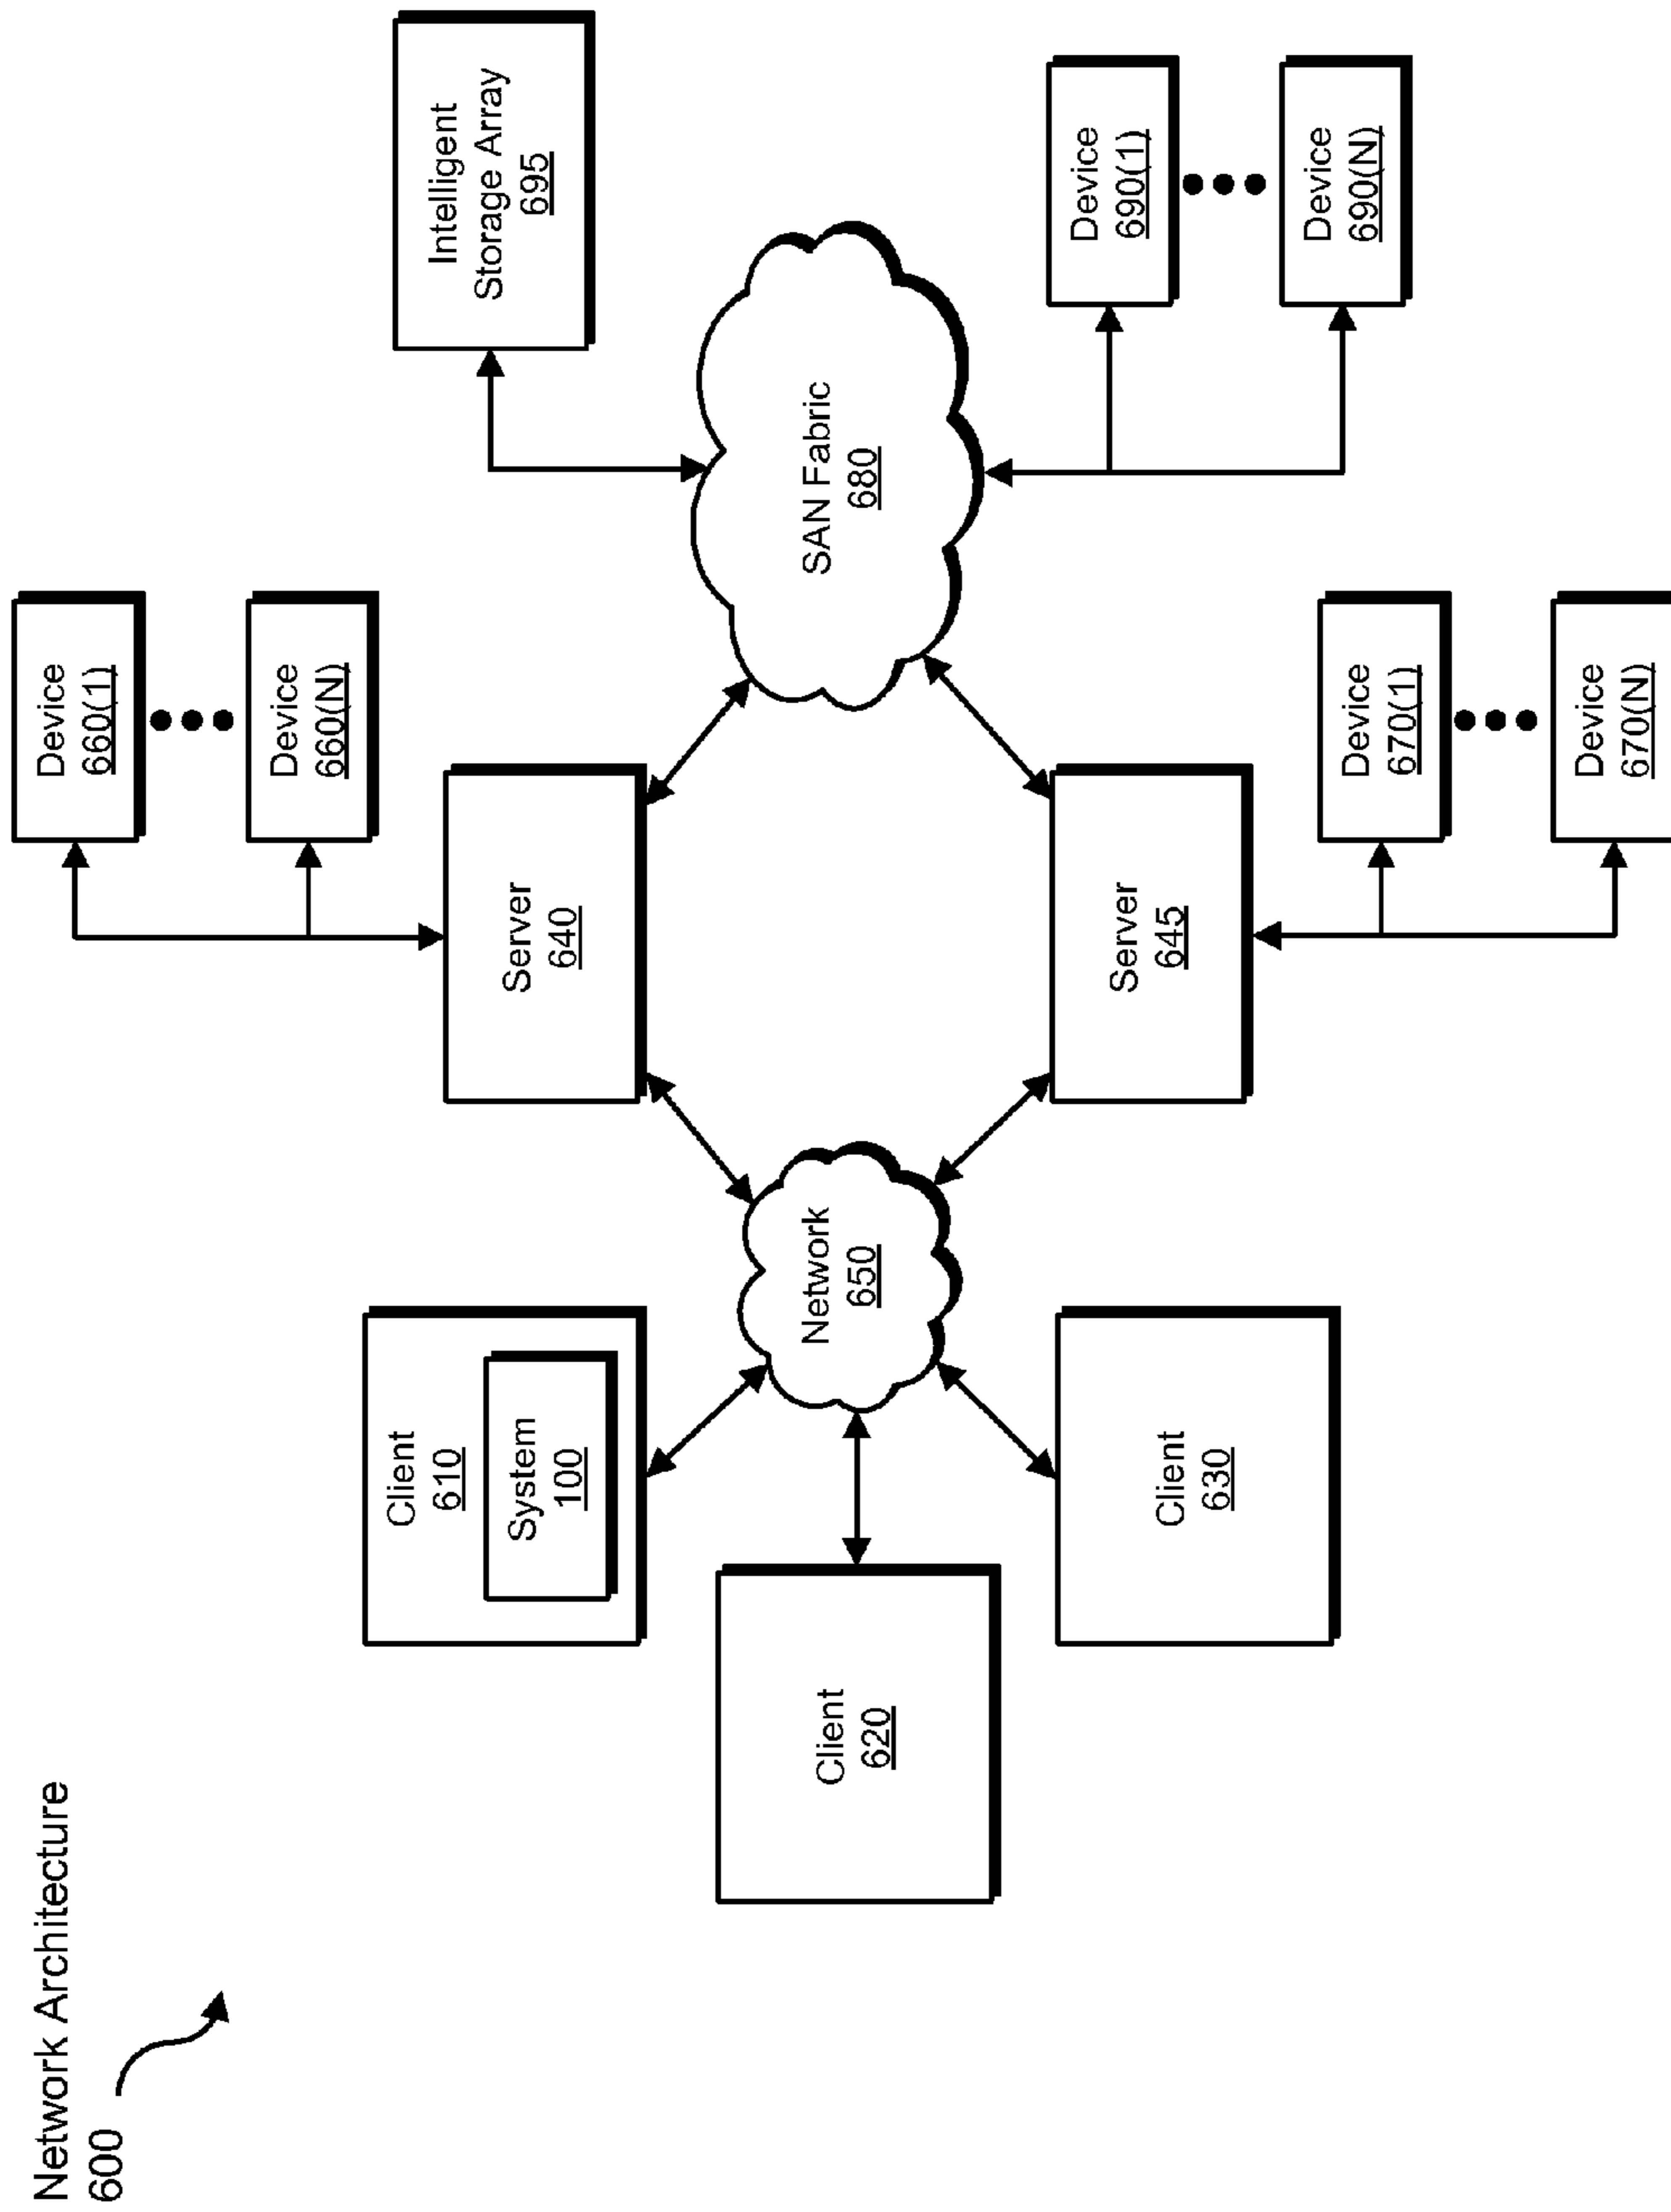 Network Architecture
600
Client
610
System
100
Client
620
Client
630
Network
650
Server
640
Server
645
Device
660(1)
Device
660(N)
Device
670(1)
Device
670(N)
SAN Fabric
680
Intelligent
Storage Array
695
Device
690(1)
Device
690(N)